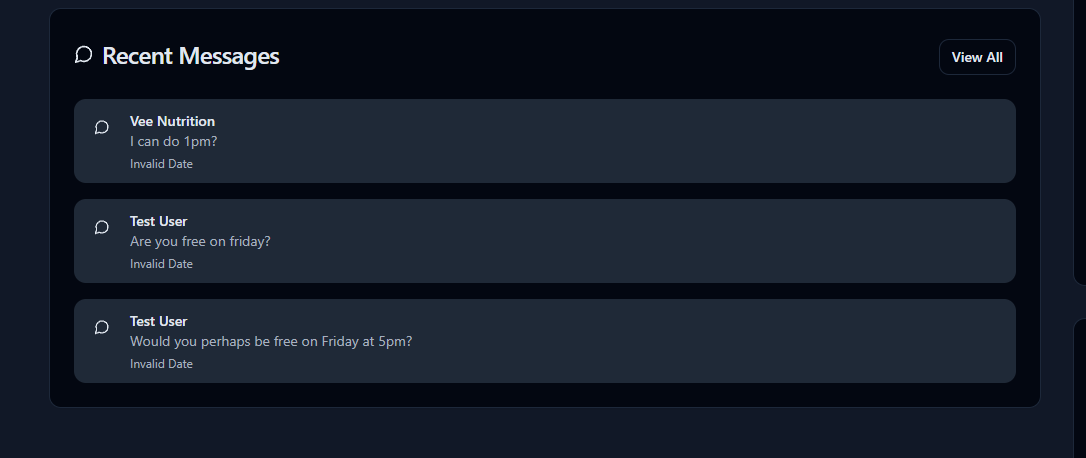 Recent Messages
View All
Vee Nutrition
I can do 1pm?
Invalid Date
Test User
Are you free on friday?
Invalid Date
Test User
Would you perhaps be free on Friday at 5pm?
Invalid Date